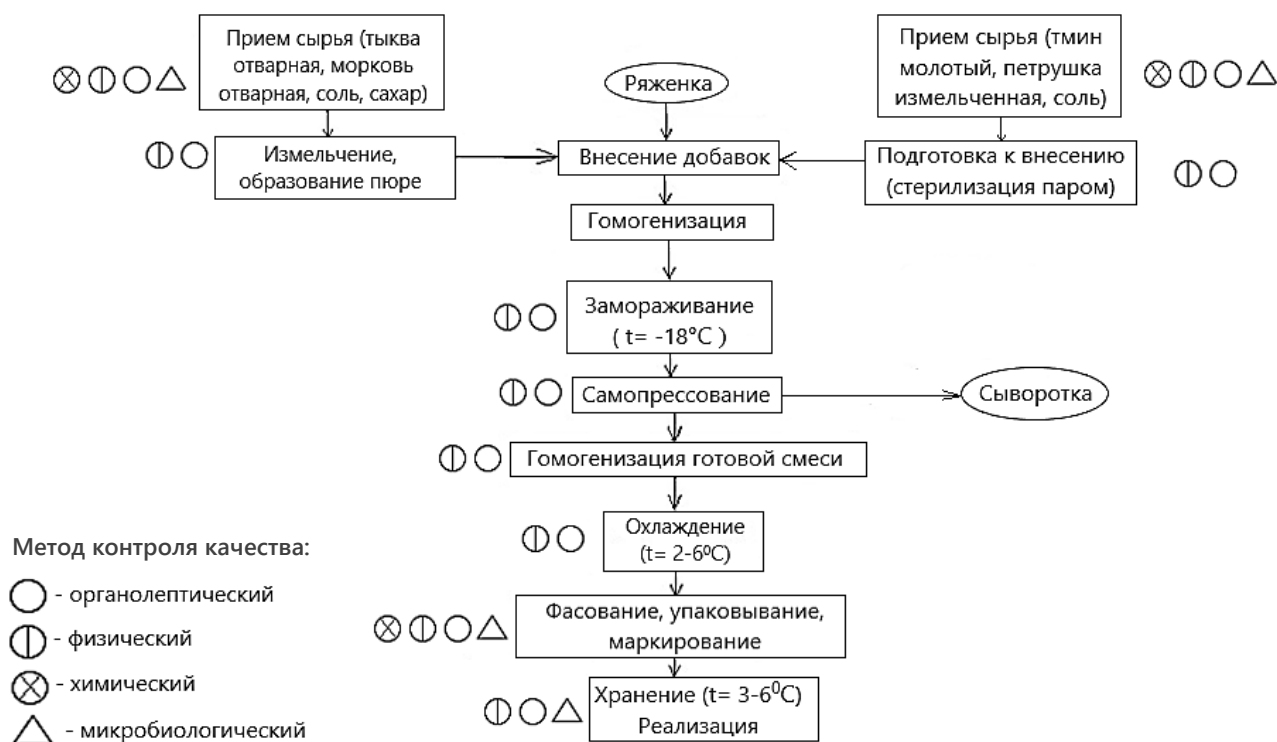 Прием сырья (тыква
отварная, морковь
отварная, соль, сахар)
Ряженка
Прием сырья (тмин
молотый, петрушка
измельченная, соль)
Измельчение,
образование пюре
Внесение добавок
Подготовка к внесению
(стерилизация паром)
Гомогенизация
Замораживание
( t= -18°C )
Самопрессование
Сыворотка
Гомогенизация готовой смеси
Охлаждение
(t= 2-6⁰C)
Фасование, упаковывание,
маркирование
Хранение (t= 3-6⁰C)
Реализация
Метод контроля качества:
- органолептический
- физический
- химический
- микробиологический